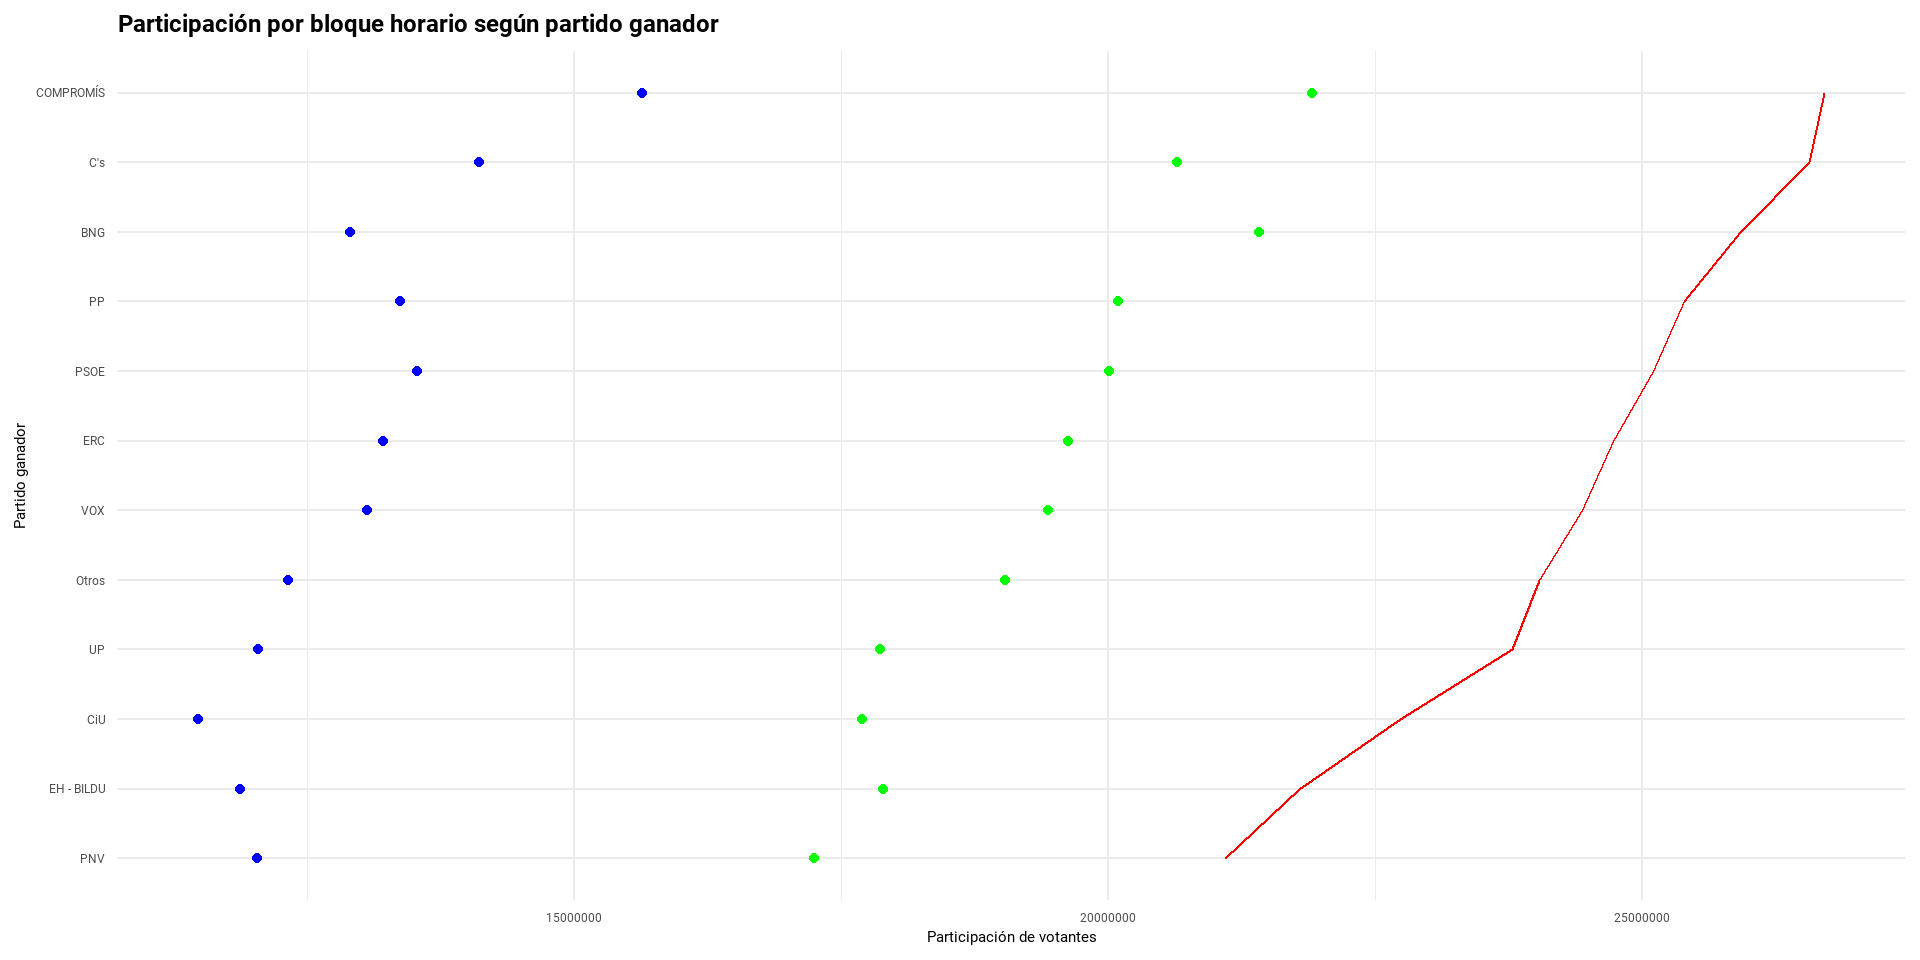 Participación por bloque horario según partido ganador
Partido ganador
COMPROMÍS
C's
BNG
PP
PSOE
ERC
VOX
Otros
UP
CiU
EH - BILDU
PNV
15000000 20000000 25000000
Participación de votantes